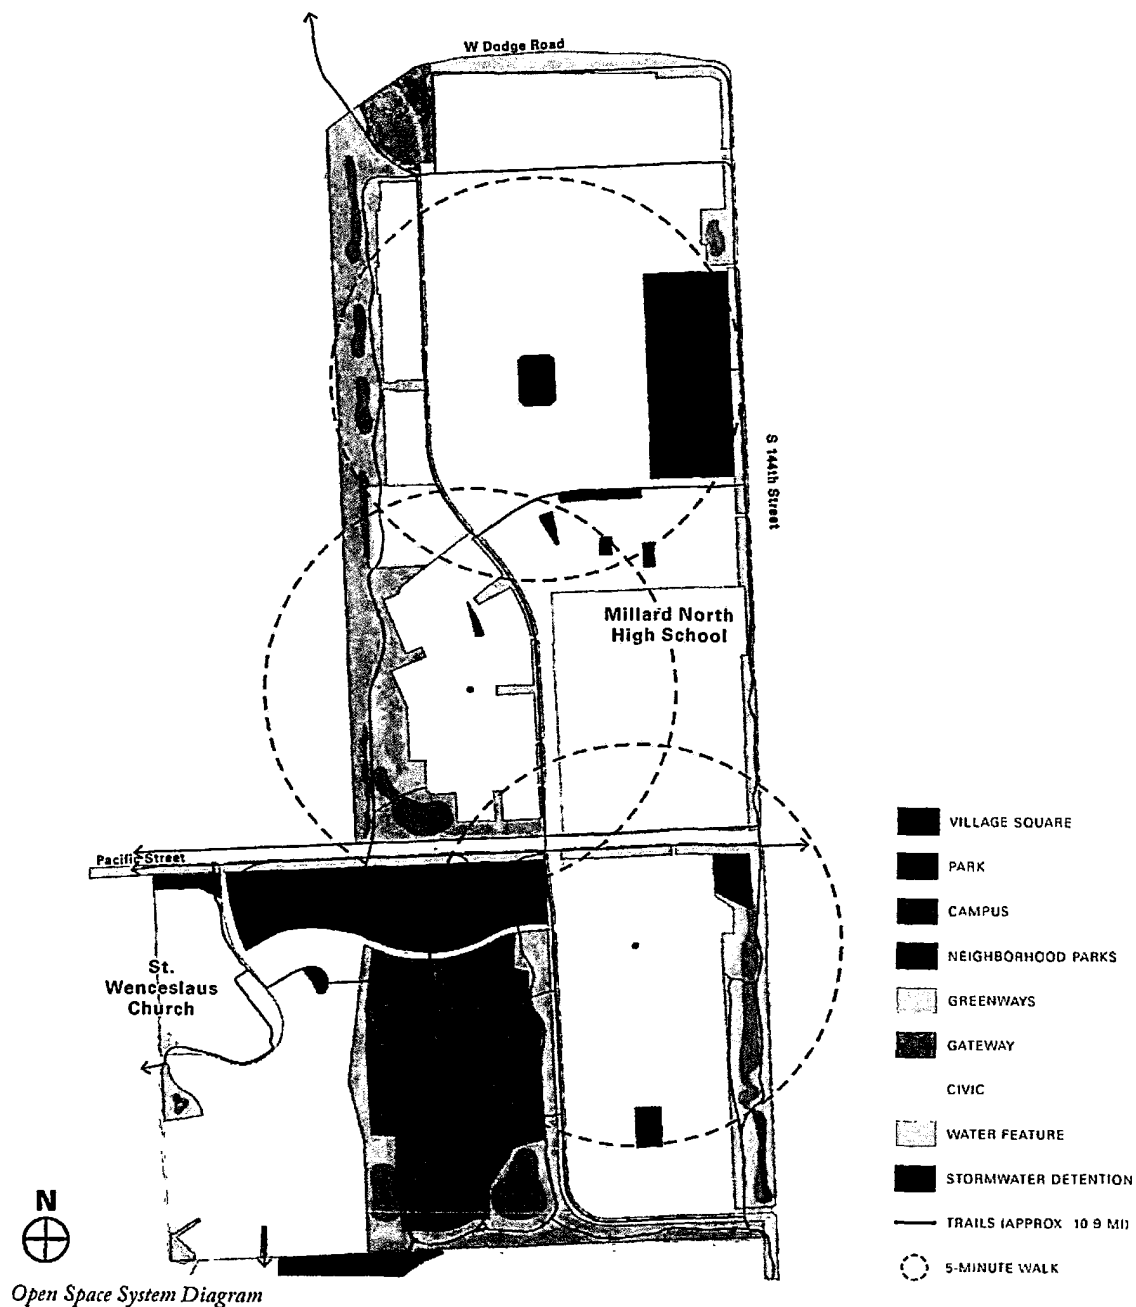 W Dodge Road
S 144th Street
Millard North
High School
Pacific Street
St.
Wenceslaus
Church
VILLAGE SQUARE
PARK
CAMPUS
NEIGHBORHOOD PARKS
GREENWAYS
GATEWAY
CIVIC
WATER FEATURE
STORMWATER DETENTION
TRAILS (APPROX 10 9 MI)
5-MINUTE WALK
N
Open Space System Diagram